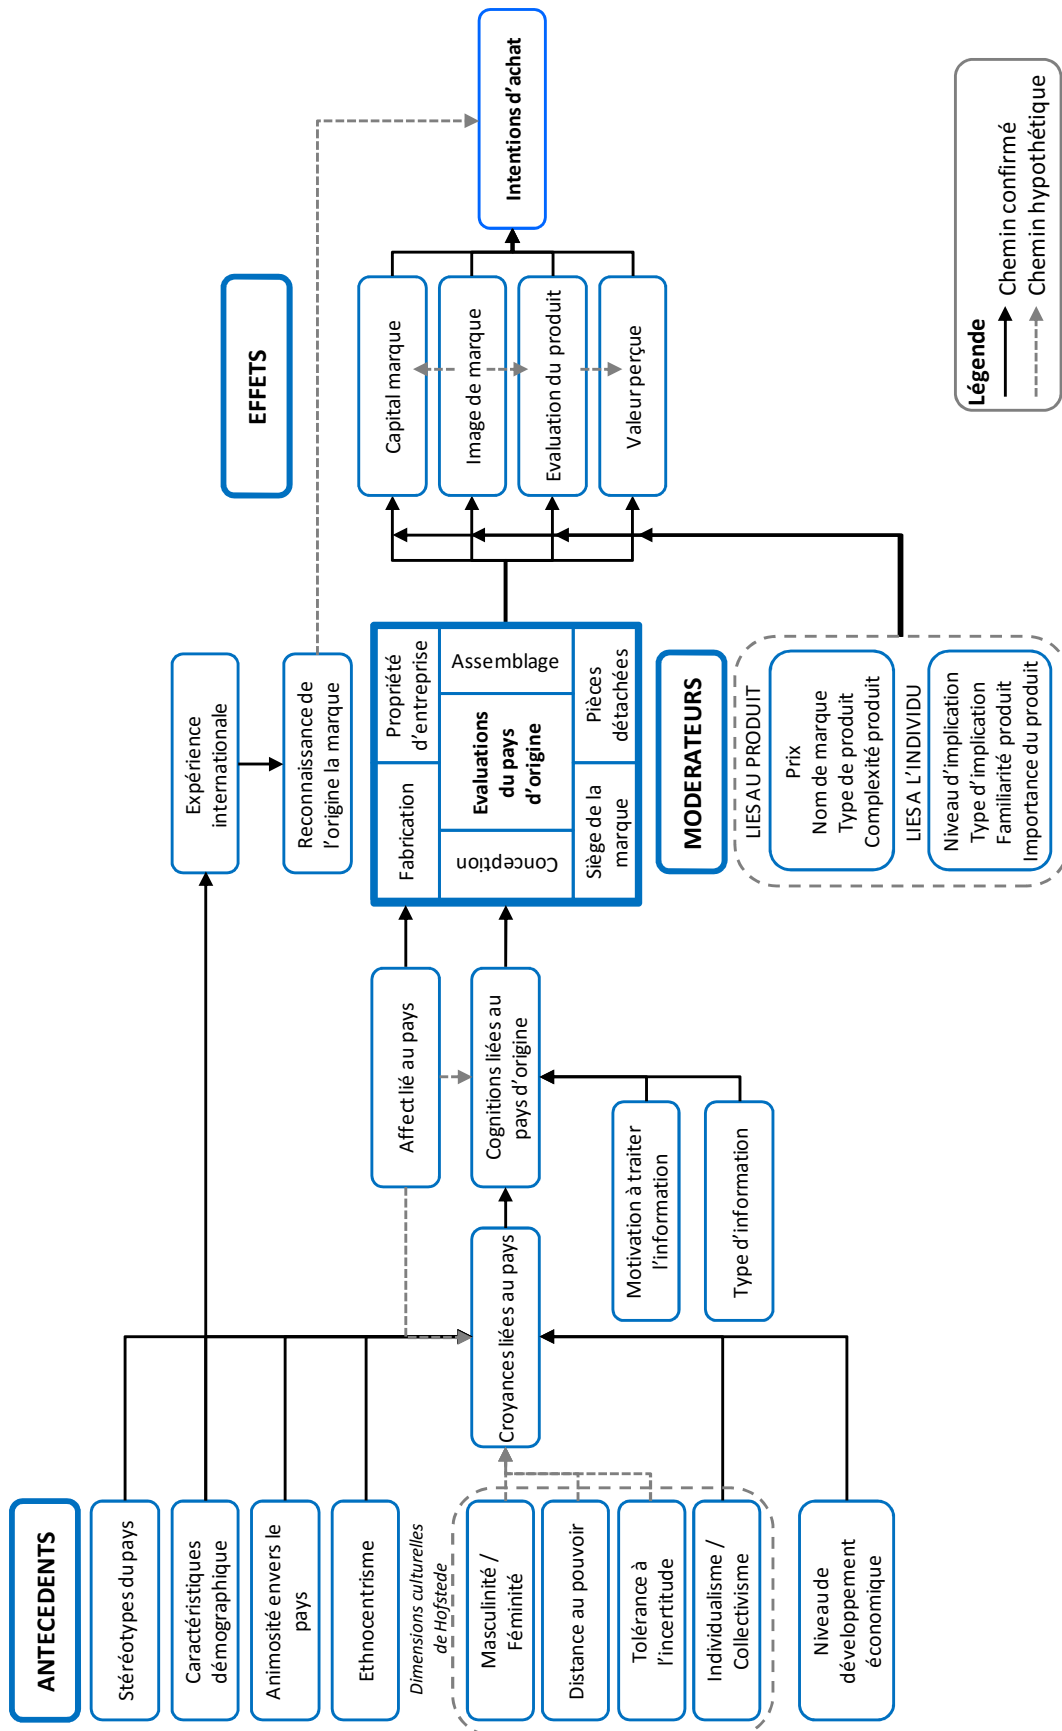 ANTECEDENTS
Stéréotypes du pays
Caractéristiques
démographique
Animosité envers le
pays
Ethnocentrisme
Dimensions culturelles
de Hofstede
Masculinité /
Féminité
Distance au pouvoir
Tolérance à
l'incertitude
Individualisme /
Collectivisme
Niveau de
développement
économique
Croyances liées au pays
Affect lié au pays
Cognitions liées au
pays d'origine
Motivation à traiter
l'information
Type d'information
Expérience
internationale
Reconnaissance de
l'origine la marque
Fabrication
Propriété
d'entreprise
Conception
Evaluations
du pays
d'origine
Assemblage
Siège de la
marque
Pièces
détachées
MODERATEURS
LIES AU PRODUIT
Prix
Nom de marque
Type de produit
Complexité produit
LIES A L'INDIVIDU
Niveau d'implication
Type d'implication
Familiarité produit
Importance du produit
EFFETS
Capital marque
Image de marque
Evaluation du produit
Valeur perçue
Intentions d'achat
Légende
Chemin confirmé
Chemin hypothétique